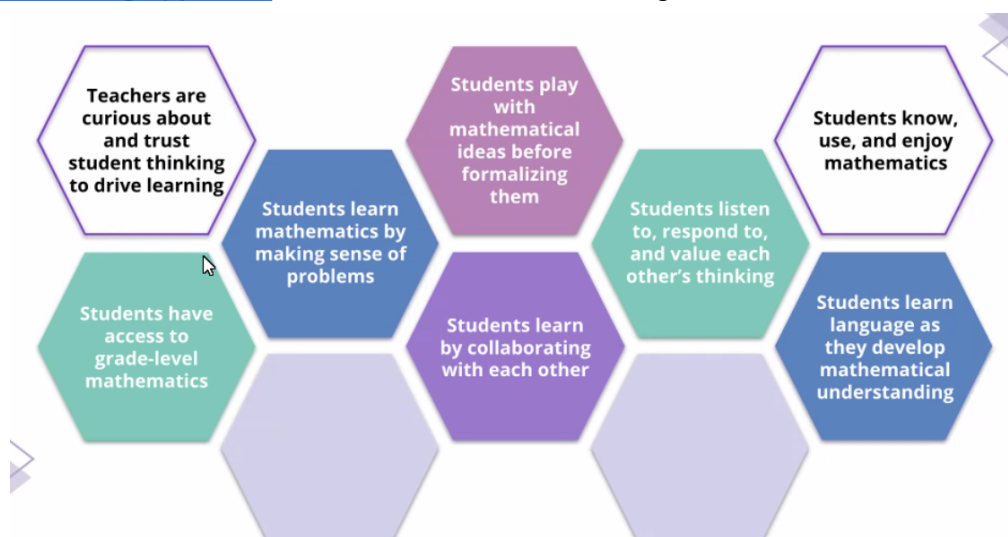 Teachers are
curious about
and trust
student thinking
to drive learning
Students learn
mathematics by
making sense of
problems
Students play
with
mathematical
ideas before
formalizing
them
Students listen
to, respond to,
and value each
other's thinking
Students know,
use, and enjoy
mathematics
Students have
access to
grade-level
mathematics
Students learn
by collaborating
with each other
Students learn
language as
they develop
mathematical
understanding